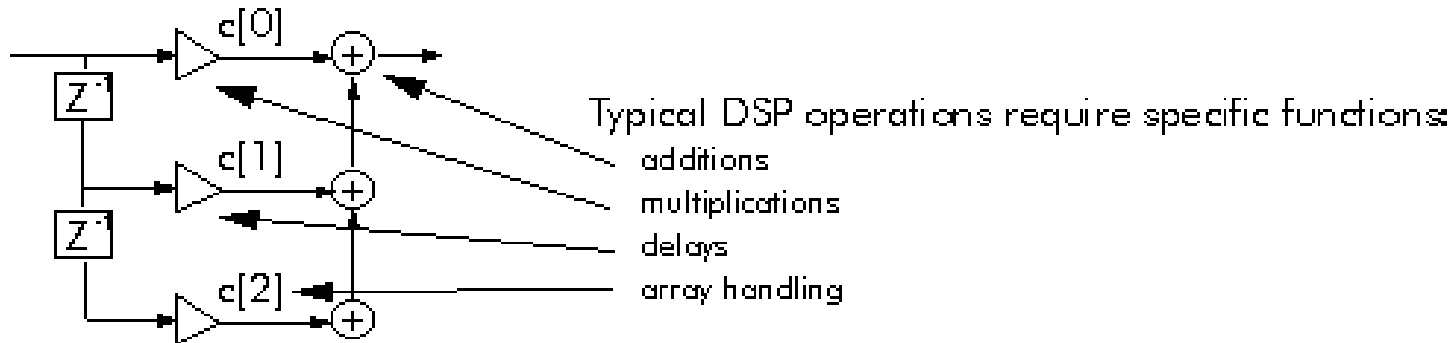 c[0]
Z⁻¹
Typical DSP operations require specific functions:
c[1]
additions
multiplications
Z⁻¹
delays
c[2]
array handling